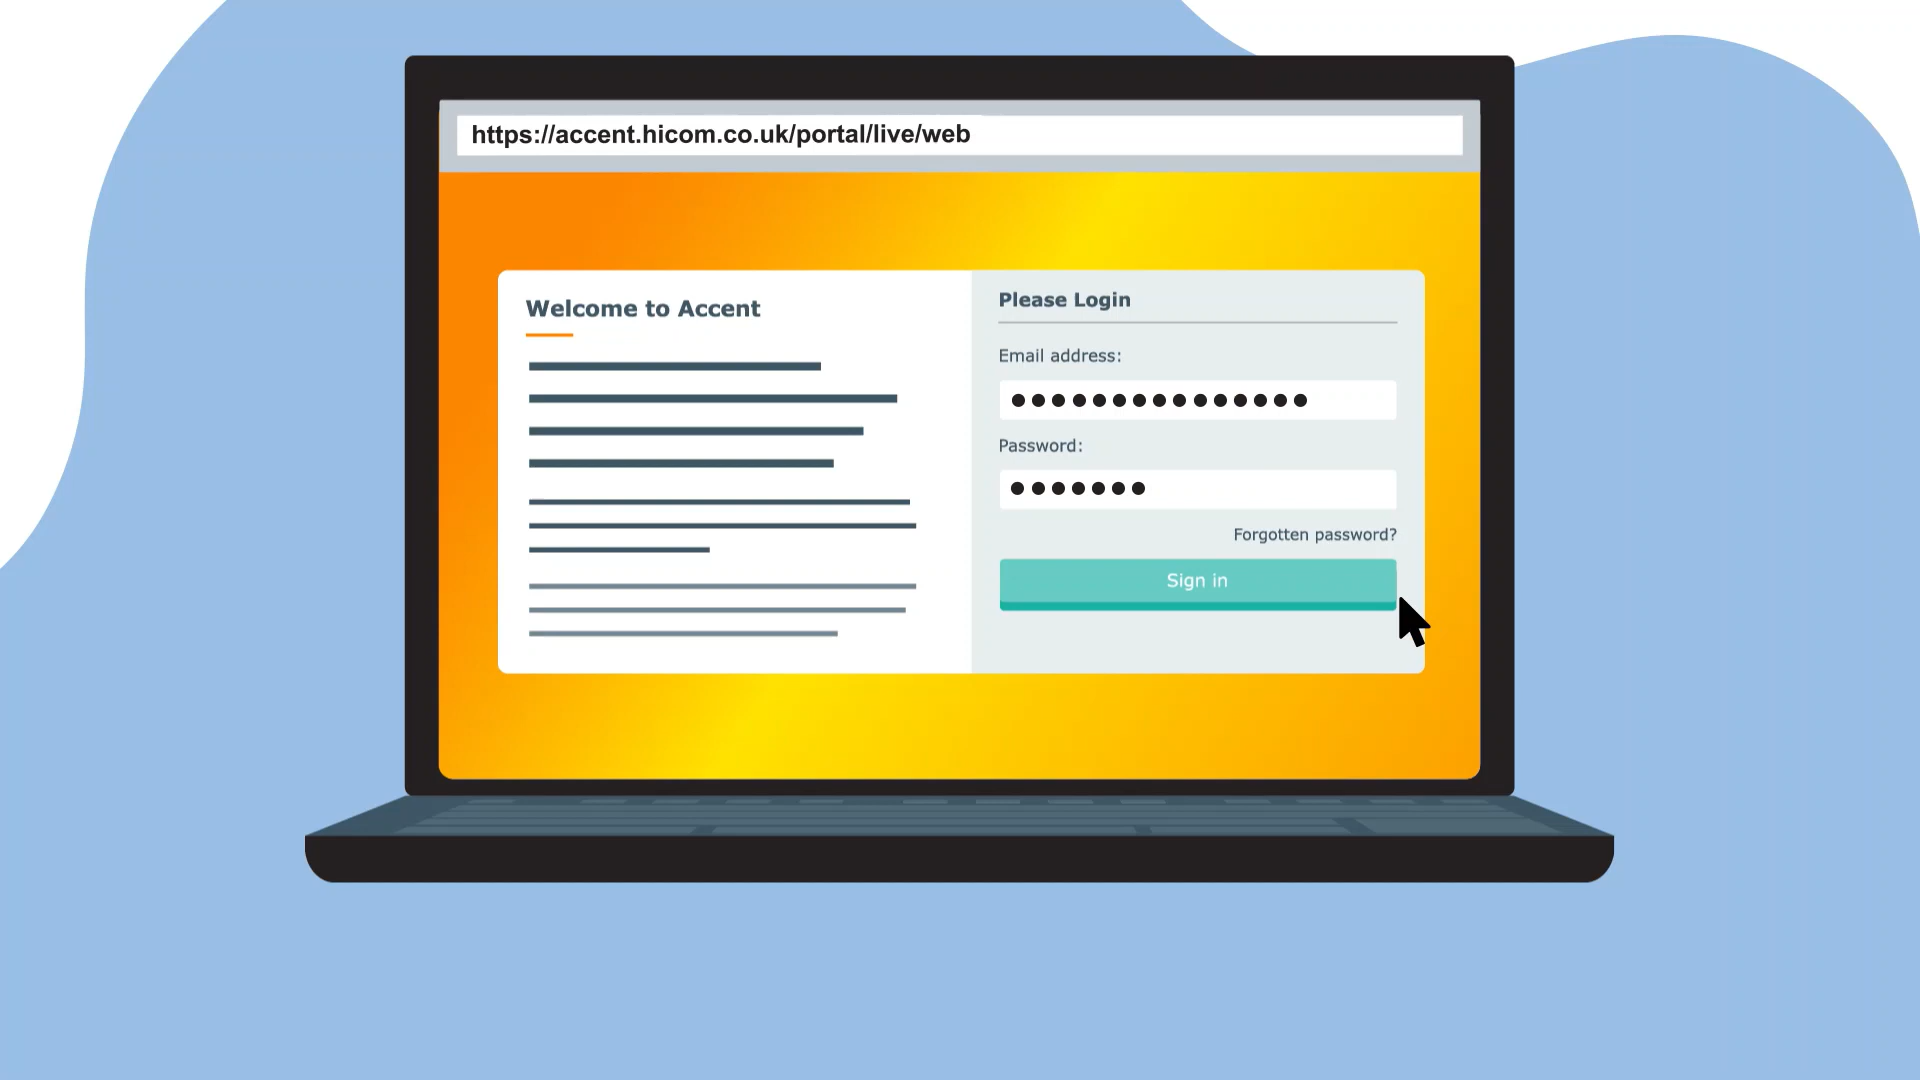 https://accent.hicom.co.uk/portal/live/web
Welcome to Accent
Please Login
Email address:
Password:
Forgotten password?
Sign in